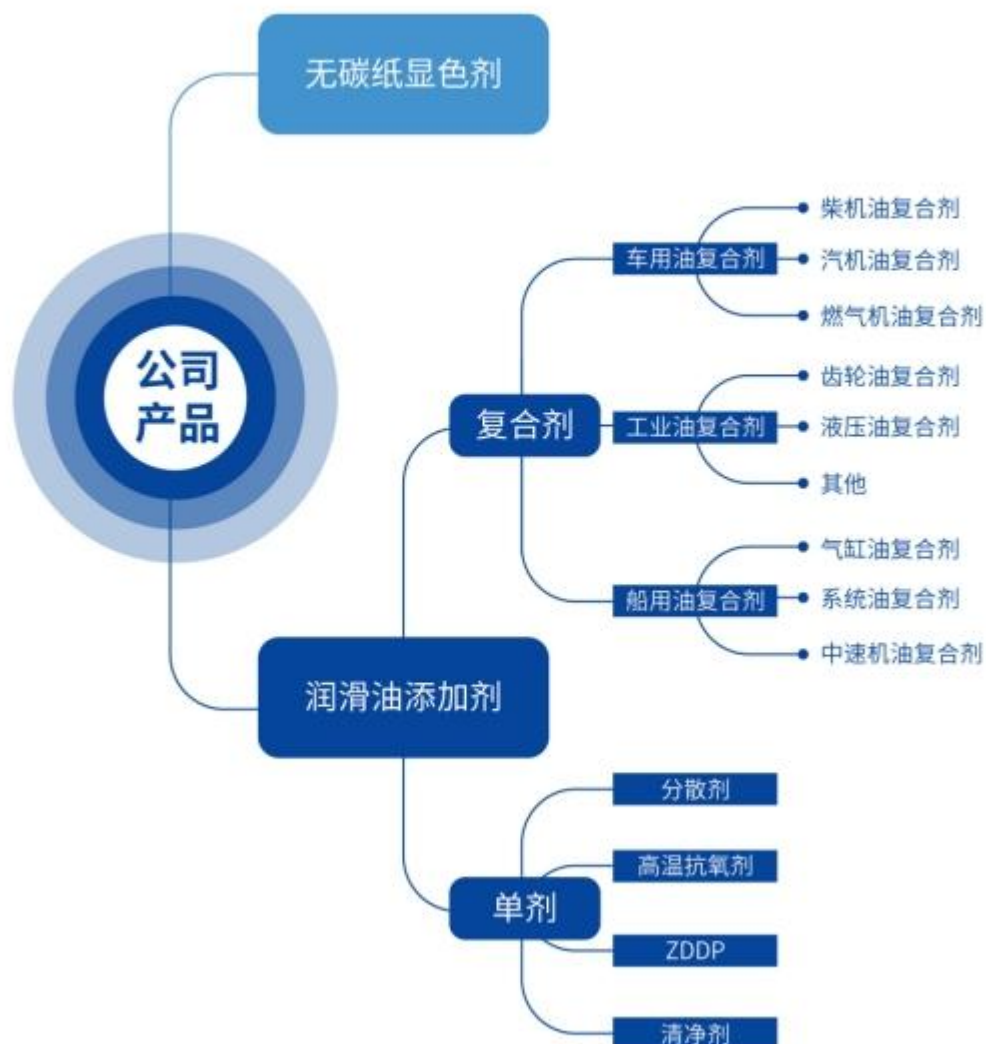 无碳纸显色剂
公司
产品
柴机油复合剂
车用油复合剂
汽机油复合剂
燃气机油复合剂
齿轮油复合剂
复合剂
工业油复合剂
液压油复合剂
其他
气缸油复合剂
船用油复合剂
系统油复合剂
中速机油复合剂
润滑油添加剂
分散剂
高温抗氧剂
单剂
ZDDP
清净剂